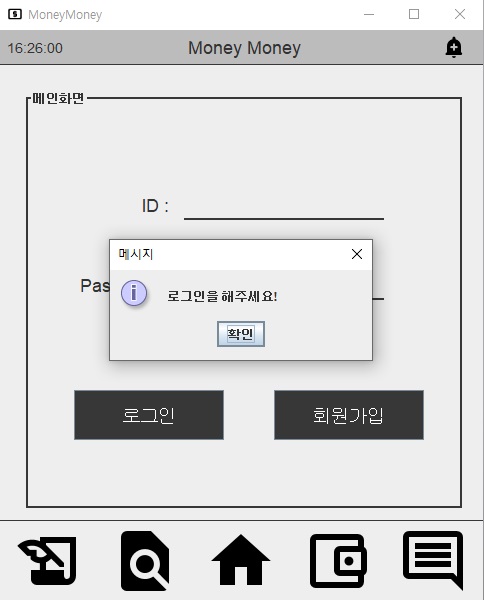 MoneyMoney
16:26:00
Money Money
메인화면
ID :
메시지
Pas
로그인을 해주세요!
확인
로그인
회원가입